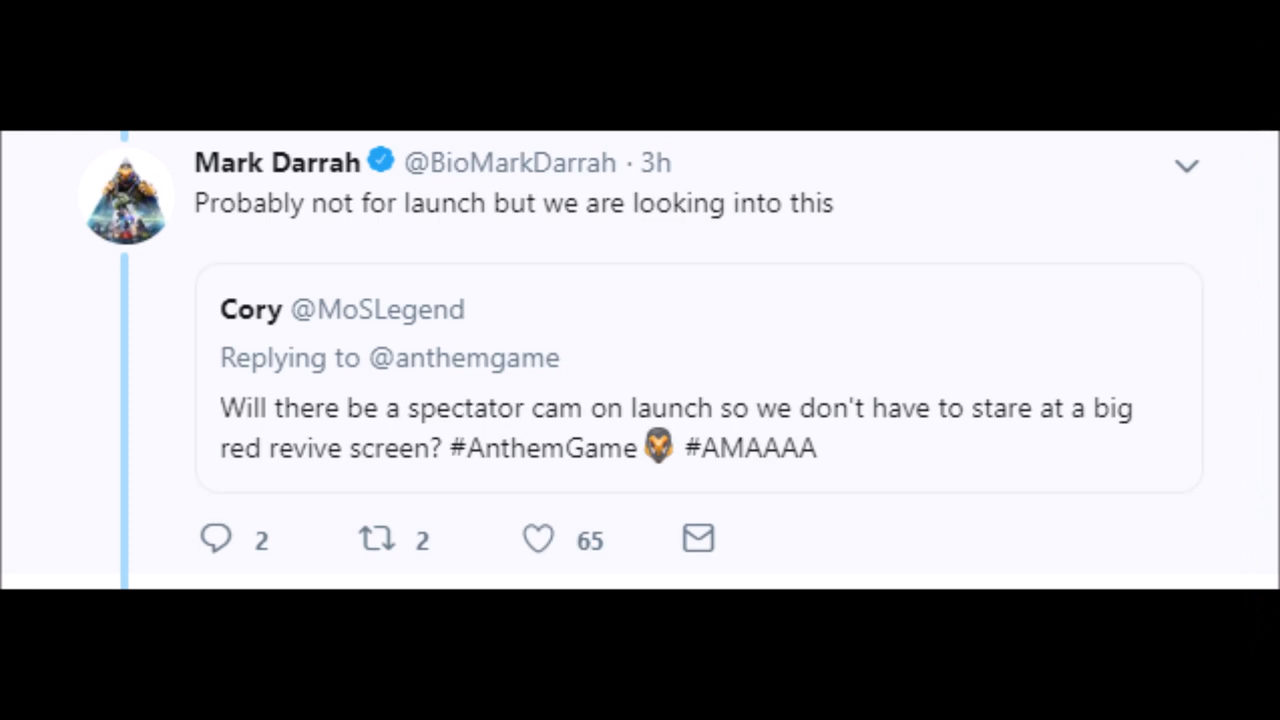 Mark Darrah @BioMarkDarrah · 3h
Probably not for launch but we are looking into this
Cory @MoSLegend
Replying to @anthemgame
Will there be a spectator cam on launch so we don't have to stare at a big
red revive screen? #AnthemGame #AMAAAA
2 2 65